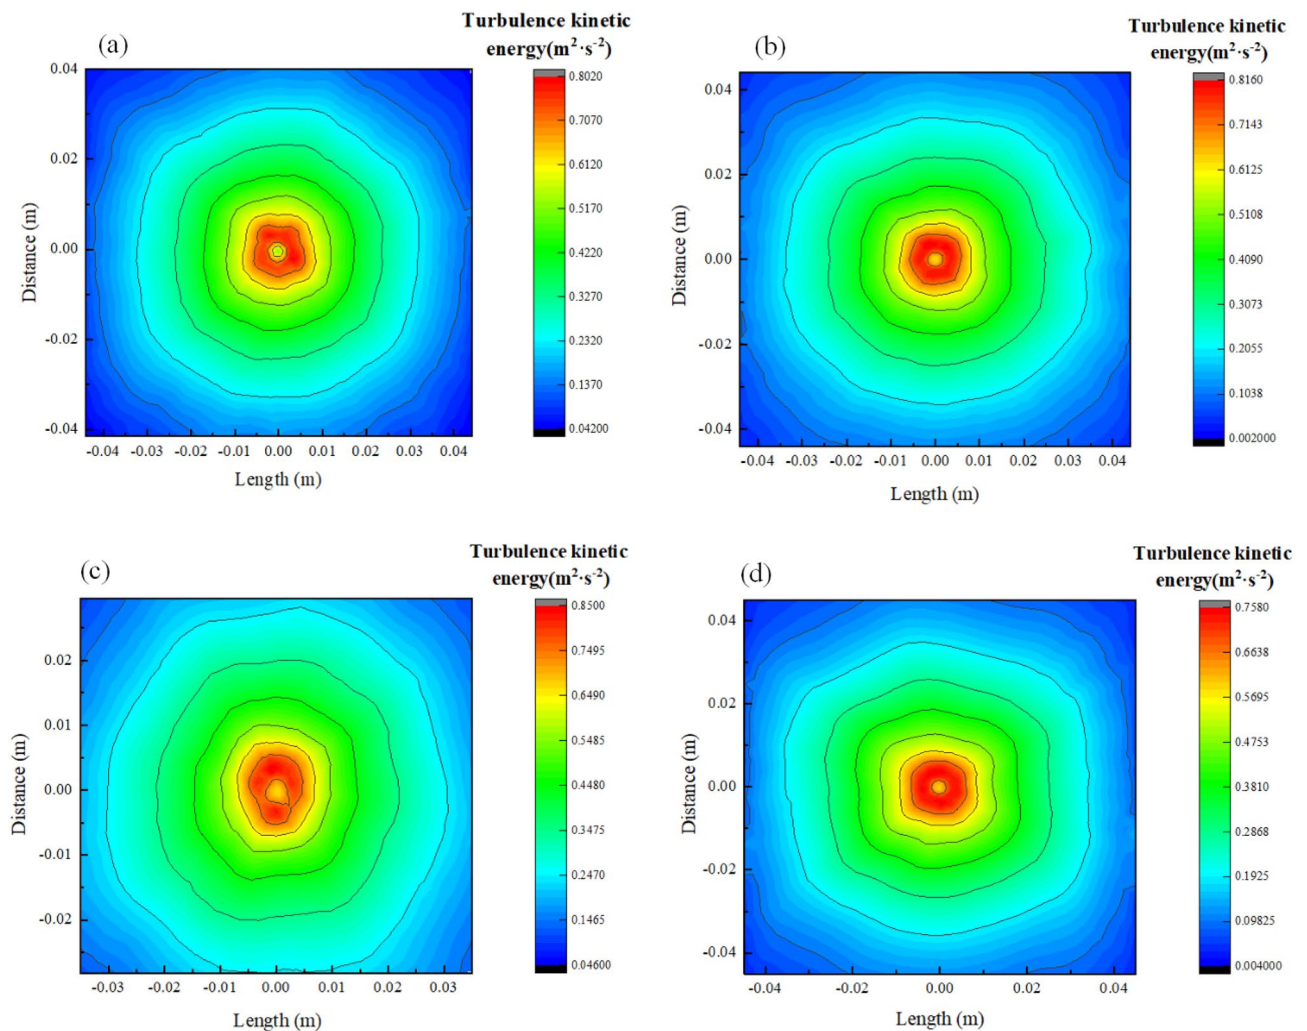 (a)
Turbulence kinetic
energy(m²·s⁻²)
0.04
0.02
0.00
-0.02
-0.04
Distance (m)
-0.04 -0.03 -0.02 -0.01 0.00 0.01 0.02 0.03 0.04
Length (m)
0.8020
0.7070
0.6120
0.5170
0.4220
0.3270
0.2320
0.1370
0.04200
(b)
Turbulence kinetic
energy(m²·s⁻²)
0.04
0.02
0.00
-0.02
-0.04
Distance (m)
-0.04 -0.03 -0.02 -0.01 0.00 0.01 0.02 0.03 0.04
Length (m)
0.8160
0.7143
0.6125
0.5108
0.4090
0.3073
0.2055
0.1038
0.002000
(c)
Turbulence kinetic
energy(m²·s⁻²)
0.02
0.01
0.00
-0.01
-0.02
Distance (m)
-0.03 -0.02 -0.01 0.00 0.01 0.02 0.03
Length (m)
0.8500
0.7495
0.6490
0.5485
0.4480
0.3475
0.2470
0.1465
0.04600
(d)
Turbulence kinetic
energy(m²·s⁻²)
0.04
0.02
0.00
-0.02
-0.04
Distance (m)
-0.04 -0.02 0.00 0.02 0.04
Length (m)
0.7580
0.6638
0.5695
0.4753
0.3810
0.2868
0.1925
0.09825
0.004000